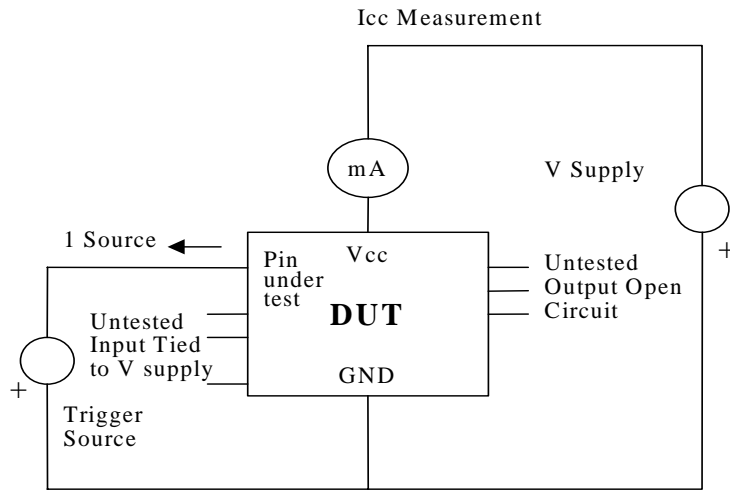 Icc Measurement
mA
V Supply
+
1 Source
Vcc
Pin
under
test
DUT
GND
Untested
Output Open
Circuit
Untested
Input Tied
to V supply
+
Trigger
Source